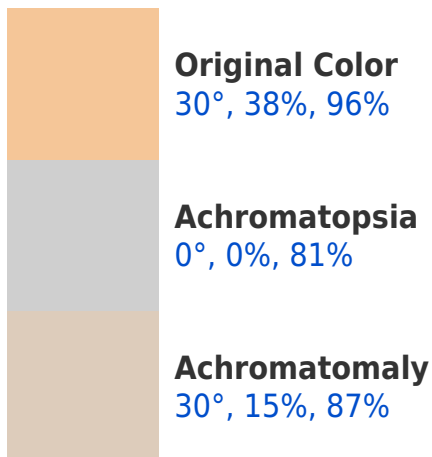 Original Color
30°, 38%, 96%
Achromatopsia
0°, 0%, 81%
Achromatomaly
30°, 15%, 87%